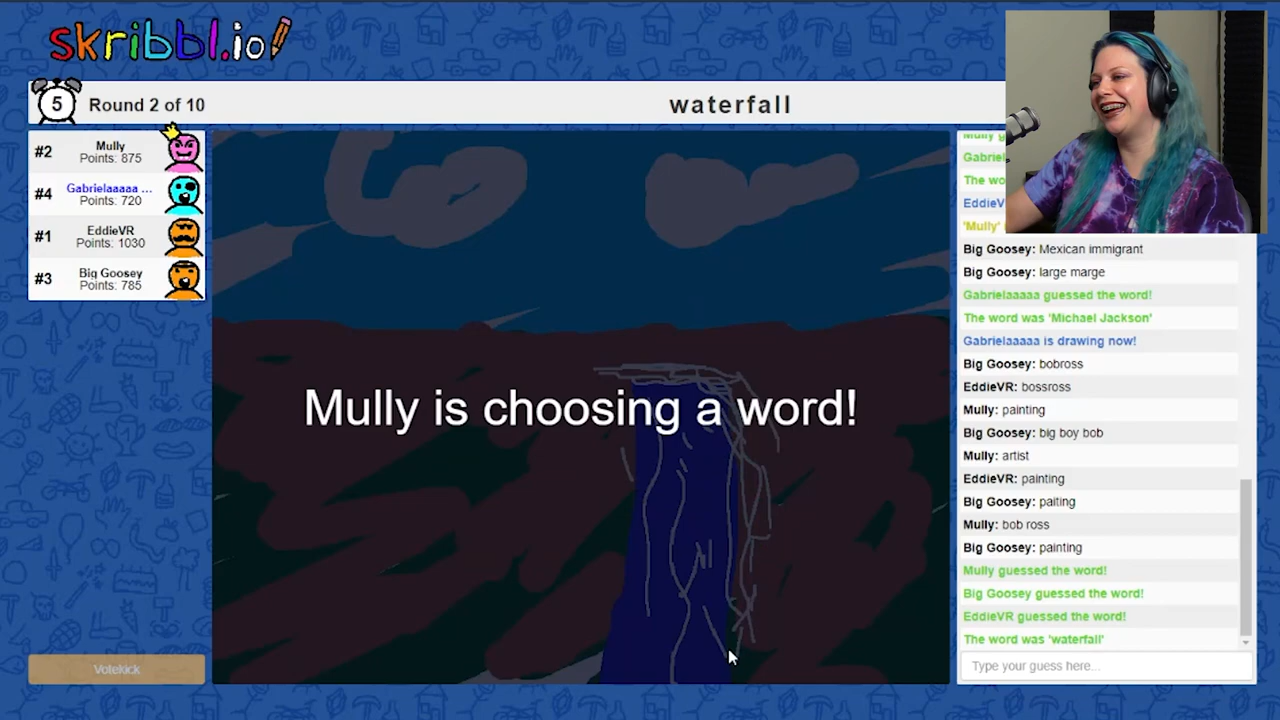 skribbl.io
5
Round 2 of 10
waterfall
#2
Mully
Points: 875
#4
Gabrielaaaaa ...
Points: 720
#1
EddieVR
Points: 1030
#3
Big Goosey
Points: 785
Mully is choosing a word!
Mully
Gabriel
The wo
EddieV
'Mully'
Big Goosey: Mexican immigrant
Big Goosey: large marge
Gabrielaaaaa guessed the word!
The word was 'Michael Jackson'
Gabrielaaaaa is drawing now!
Big Goosey: bobross
EddieVR: bossross
Mully: painting
Big Goosey: big boy bob
Mully: artist
EddieVR: painting
Big Goosey: paiting
Mully: bob ross
Big Goosey: painting
Mully guessed the word!
Big Goosey guessed the word!
EddieVR guessed the word!
The word was 'waterfall'
Type your guess here...
Votekick